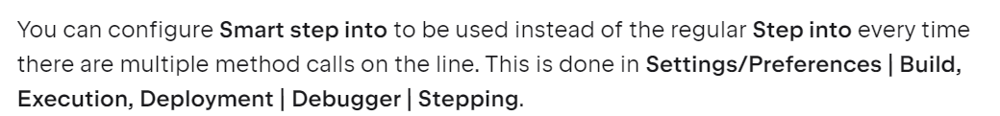 You can configure Smart step into to be used instead of the regular Step into every time
there are multiple method calls on the line. This is done in Settings/Preferences | Build,
Execution, Deployment | Debugger | Stepping.